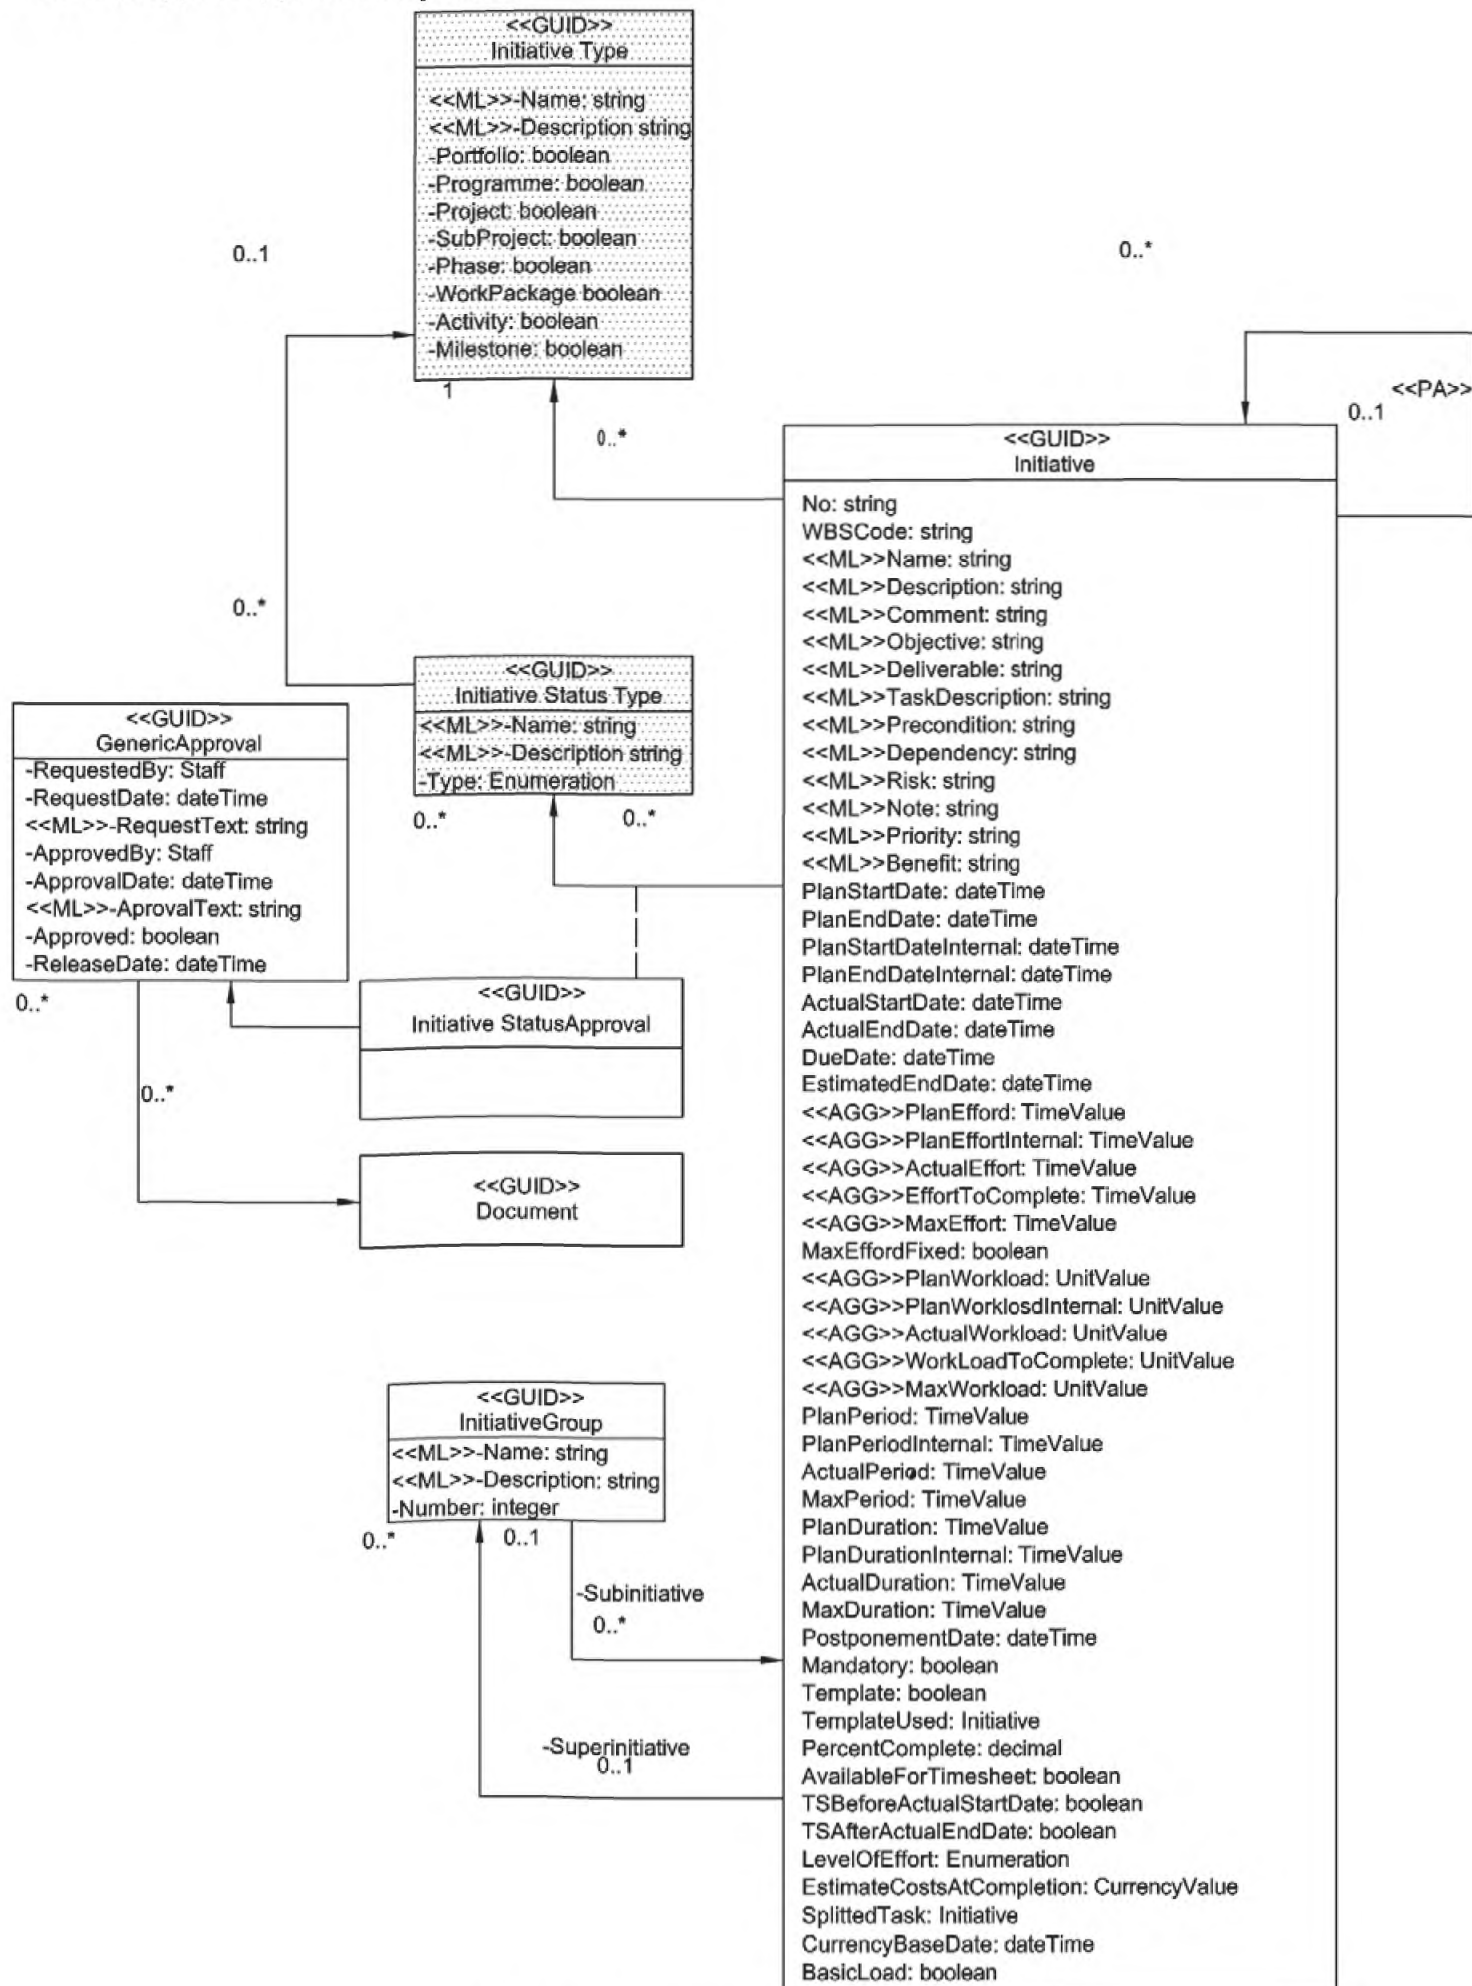 <<GUID>>
Initiative Type
<<ML>>-Name: string
<<ML>>-Description string
-Portfolio: boolean
-Programme: boolean
-Project: boolean
-SubProject: boolean
-Phase: boolean
-WorkPackage boolean
-Activity: boolean
-Milestone: boolean
0..1
0..*
1
0..*
<<PA>>
0..1
0..*
<<GUID>>
Initiative Status Type
<<ML>>-Name: string
<<ML>>-Description string
-Type: Enumeration
0..*
0..*
<<GUID>>
GenericApproval
-RequestedBy: Staff
-RequestDate: dateTime
<<ML>>-RequestText: string
-ApprovedBy: Staff
-ApprovalDate: dateTime
<<ML>>-AprovalText: string
-Approved: boolean
-ReleaseDate: dateTime
0..*
0..*
<<GUID>>
Initiative StatusApproval
<<GUID>>
Document
<<GUID>>
InitiativeGroup
<<ML>>-Name: string
<<ML>>-Description: string
-Number: integer
0..*
0..1
-Subinitiative
0..*
-Superinitiative
0..1
<<GUID>>
Initiative
No: string
WBSCode: string
<<ML>>Name: string
<<ML>>Description: string
<<ML>>Comment: string
<<ML>>Objective: string
<<ML>>Deliverable: string
<<ML>>TaskDescription: string
<<ML>>Precondition: string
<<ML>>Dependency: string
<<ML>>Risk: string
<<ML>>Note: string
<<ML>>Priority: string
<<ML>>Benefit: string
PlanStartDate: dateTime
PlanEndDate: dateTime
PlanStartDateInternal: dateTime
PlanEndDateInternal: dateTime
ActualStartDate: dateTime
ActualEndDate: dateTime
DueDate: dateTime
EstimatedEndDate: dateTime
<<AGG>>PlanEfford: TimeValue
<<AGG>>PlanEffortInternal: TimeValue
<<AGG>>ActualEffort: TimeValue
<<AGG>>EffortToComplete: TimeValue
<<AGG>>MaxEffort: TimeValue
MaxEffordFixed: boolean
<<AGG>>PlanWorkload: UnitValue
<<AGG>>PlanWorklosdInternal: UnitValue
<<AGG>>ActualWorkload: UnitValue
<<AGG>>WorkLoadToComplete: UnitValue
<<AGG>>MaxWorkload: UnitValue
PlanPeriod: TimeValue
PlanPeriodInternal: TimeValue
ActualPeriod: TimeValue
MaxPeriod: TimeValue
PlanDuration: TimeValue
PlanDurationInternal: TimeValue
ActualDuration: TimeValue
MaxDuration: TimeValue
PostponementDate: dateTime
Mandatory: boolean
Template: boolean
TemplateUsed: Initiative
PercentComplete: decimal
AvailableForTimesheet: boolean
TSBeforeActualStartDate: boolean
TSAfterActualEndDate: boolean
LevelOfEffort: Enumeration
EstimateCostsAtCompletion: CurrencyValue
SplittedTask: Initiative
CurrencyBaseDate: dateTime
BasicLoad: boolean